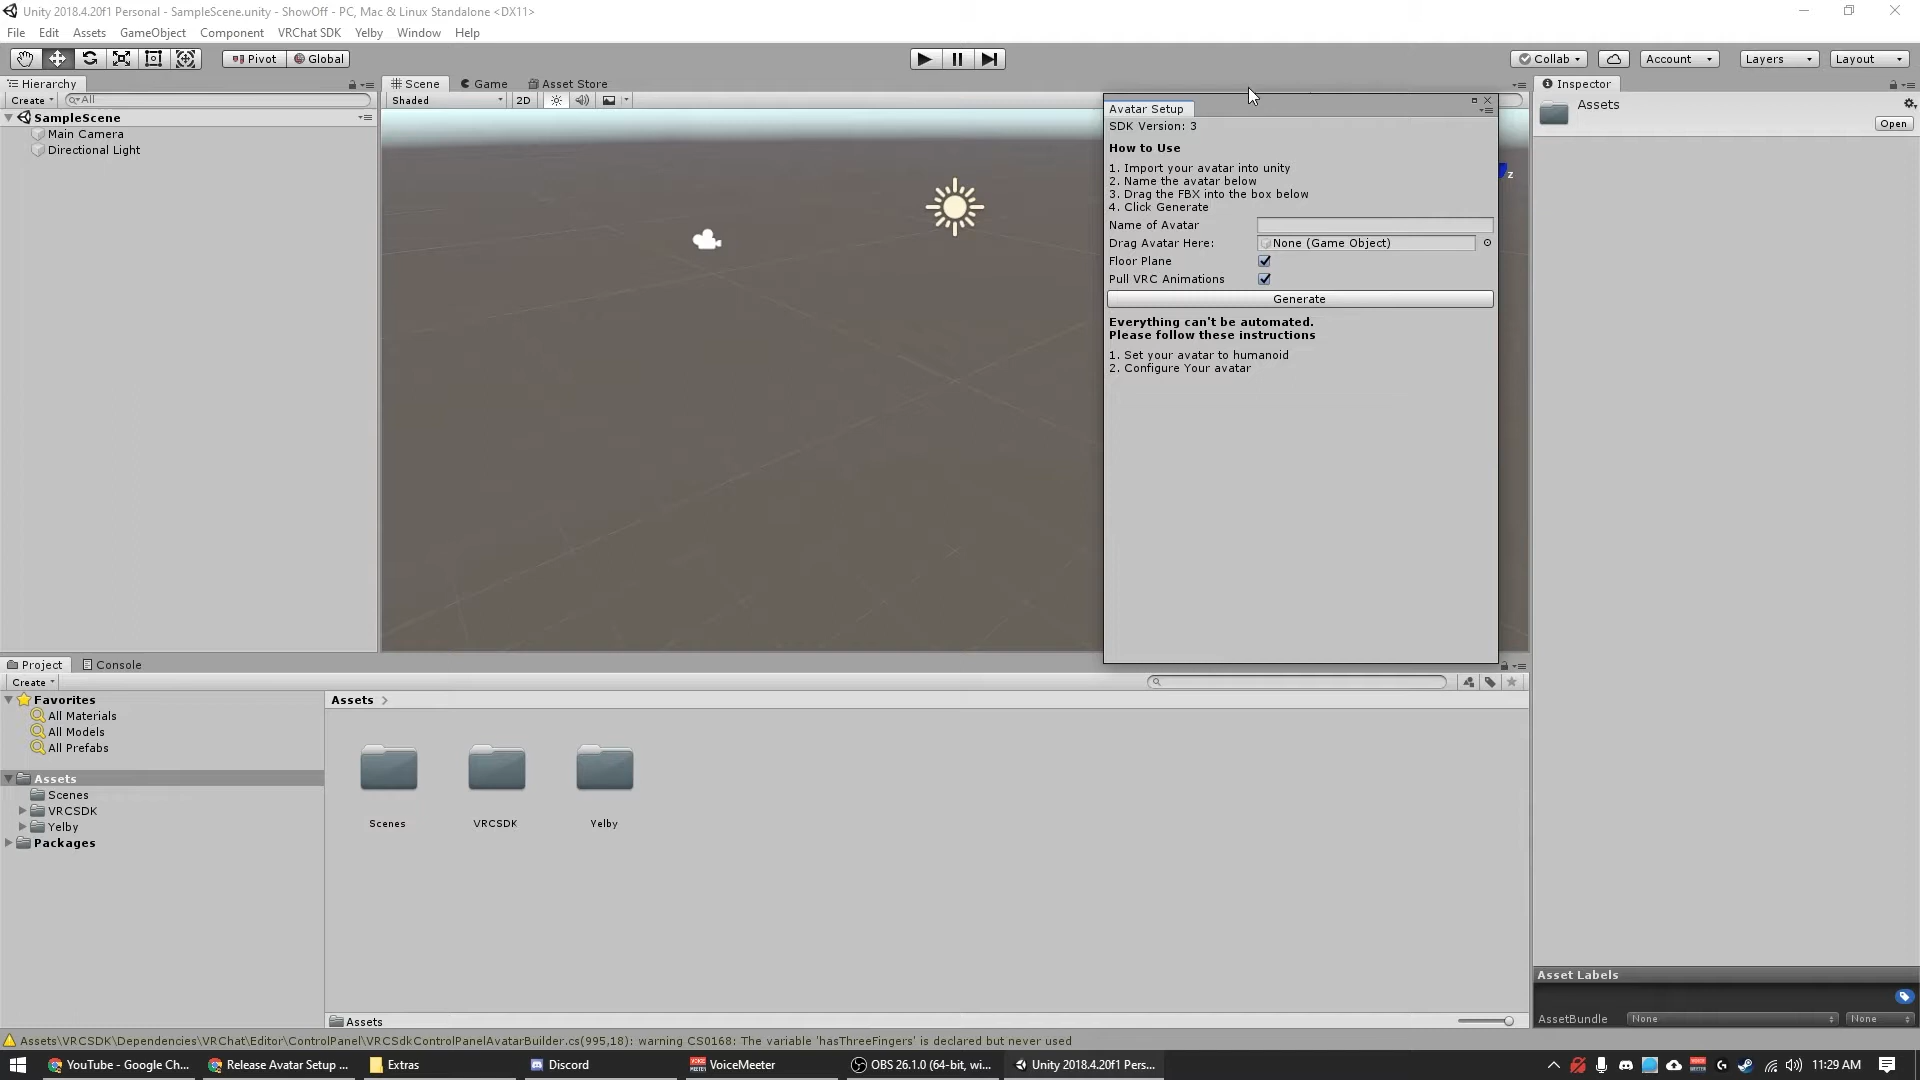 Unity 2018.4.20f1 Personal - SampleScene.unity - ShowOff - PC, Mac & Linux Standalone <DX11>
File Edit Assets GameObject Component VRChat SDK Yelby Window Help
Pivot Global Collab Account Layers Layout
Hierarchy
Create All
SampleScene
Main Camera
Directional Light
Scene Game Asset Store
Shaded 2D
z
Avatar Setup
SDK Version: 3
How to Use
1. Import your avatar into unity
2. Name the avatar below
3. Drag the FBX into the box below
4. Click Generate
Name of Avatar
Drag Avatar Here: None (Game Object)
Floor Plane
Pull VRC Animations
Generate
Everything can't be automated.
Please follow these instructions
1. Set your avatar to humanoid
2. Configure Your avatar
Inspector
Assets
Open
Project Console
Create
Favorites
All Materials
All Models
All Prefabs
Assets
Scenes
VRCSDK
Yelby
Packages
Assets
Scenes VRCSDK Yelby
Assets
Asset Labels
AssetBundle None None
Assets\VRCSDK\Dependencies\VRChat\Editor\ControlPanel\VRCSdkControlPanelAvatarBuilder.cs(995,18): warning CS0168: The variable 'hasThreeFingers' is declared but never used
YouTube - Google Ch... Release Avatar Setup ... Extras Discord VoiceMeeter OBS 26.1.0 (64-bit, wi... Unity 2018.4.20f1 Pers... 11:29 AM